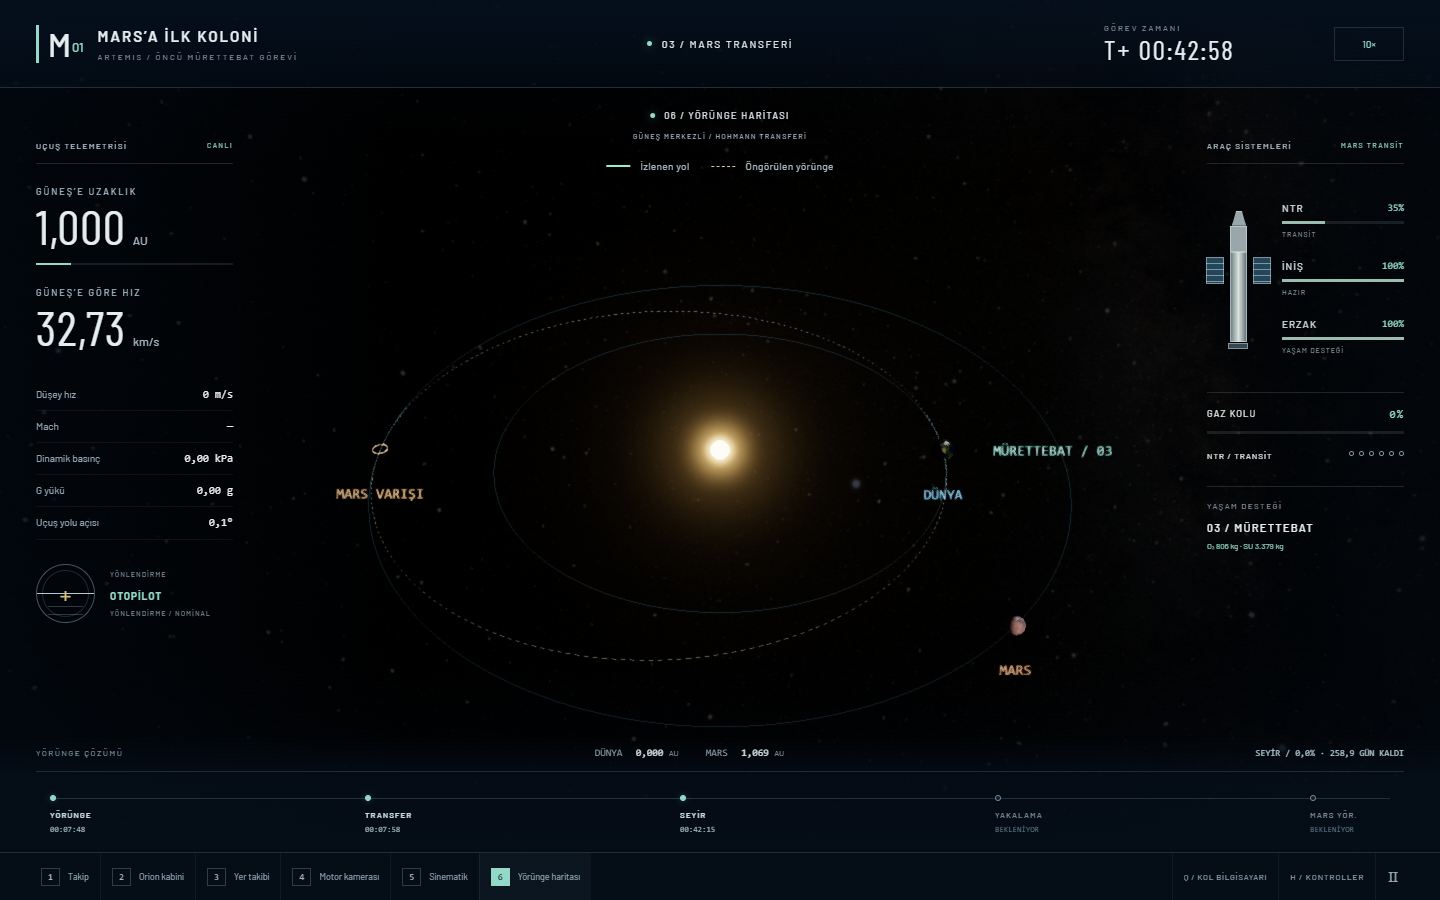 M01
MARS'A İLK KOLONİ
ARTEMIS / ÖNCÜ MÜRETTEBAT GÖREVİ
03 / MARS TRANSFERİ
GÖREV ZAMANI
T+ 00:42:58
10×
06 / YÖRÜNGE HARİTASI
GÜNEŞ MERKEZLİ / HOHMANN TRANSFERİ
İzlenen yol
Öngörülen yörünge
UÇUŞ TELEMETRİSİ
CANLI
GÜNEŞ'E UZAKLIK
1,000 AU
GÜNEŞ'E GÖRE HIZ
32,73 km/s
Düşey hız 0 m/s
Mach —
Dinamik basınç 0,00 kPa
G yükü 0,00 g
Uçuş yolu açısı 0,1°
YÖNLENDİRME
OTOPİLOT
YÖNLENDİRME / NOMİNAL
MÜRETTEBAT / 03
MARS VARIŞI
DÜNYA
MARS
ARAÇ SİSTEMLERİ
MARS TRANSİT
NTR 35%
TRANSİT
İNİŞ 100%
HAZIR
ERZAK 100%
YAŞAM DESTEĞİ
GAZ KOLU 0%
NTR / TRANSİT
YAŞAM DESTEĞİ
03 / MÜRETTEBAT
O₂ 806 kg · SU 3.379 kg
YÖRÜNGE ÇÖZÜMÜ
DÜNYA 0,000 AU MARS 1,069 AU
SEYİR / 0,0% · 258,9 GÜN KALDI
YÖRÜNGE
00:07:48
TRANSFER
00:07:58
SEYİR
00:42:15
YAKALAMA
BEKLENİYOR
MARS YÖR.
BEKLENİYOR
1 Takip
2 Orion kabini
3 Yer takibi
4 Motor kamerası
5 Sinematik
6 Yörünge haritası
Q / KOL BİLGİSAYARI
H / KONTROLLER